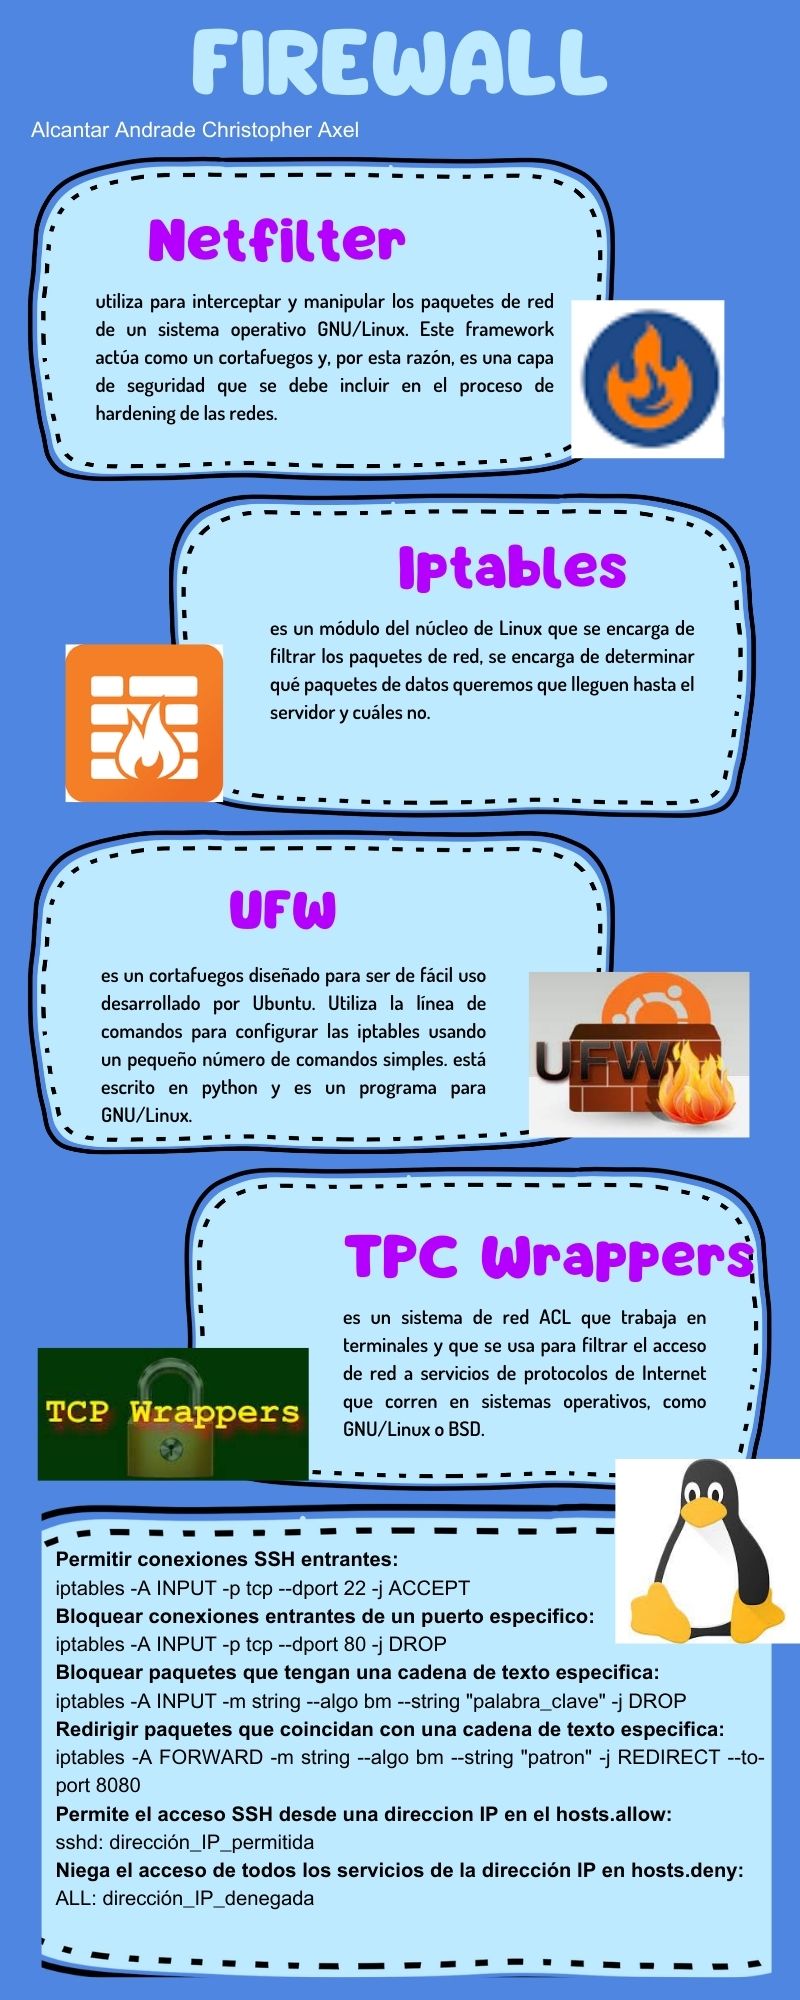 FIREWALL
Alcantar Andrade Christopher Axel
Netfilter
utiliza para interceptar y manipular los paquetes de red
de un sistema operativo GNU/Linux. Este framework
actúa como un cortafuegos y, por esta razón, es una capa
de seguridad que se debe incluir en el proceso de
hardening de las redes.
Iptables
es un módulo del núcleo de Linux que se encarga de
filtrar los paquetes de red, se encarga de determinar
qué paquetes de datos queremos que lleguen hasta el
servidor y cuáles no.
UFW
es un cortafuegos diseñado para ser de fácil uso
desarrollado por Ubuntu. Utiliza la línea de
comandos para configurar las iptables usando
un pequeño número de comandos simples. está
escrito en python y es un programa para
GNU/Linux.
UFW
TPC Wrappers
es un sistema de red ACL que trabaja en
terminales y que se usa para filtrar el acceso
de red a servicios de protocolos de Internet
que corren en sistemas operativos, como
GNU/Linux o BSD.
TCP Wrappers
Permitir conexiones SSH entrantes:
iptables -A INPUT -p tcp --dport 22 -j ACCEPT
Bloquear conexiones entrantes de un puerto especifico:
iptables -A INPUT -p tcp --dport 80 -j DROP
Bloquear paquetes que tengan una cadena de texto especifica:
iptables -A INPUT -m string --algo bm --string "palabra_clave" -j DROP
Redirigir paquetes que coincidan con una cadena de texto especifica:
iptables -A FORWARD -m string --algo bm --string "patron" -j REDIRECT --to-
port 8080
Permite el acceso SSH desde una direccion IP en el hosts.allow:
sshd: dirección_IP_permitida
Niega el acceso de todos los servicios de la dirección IP en hosts.deny:
ALL: dirección_IP_denegada